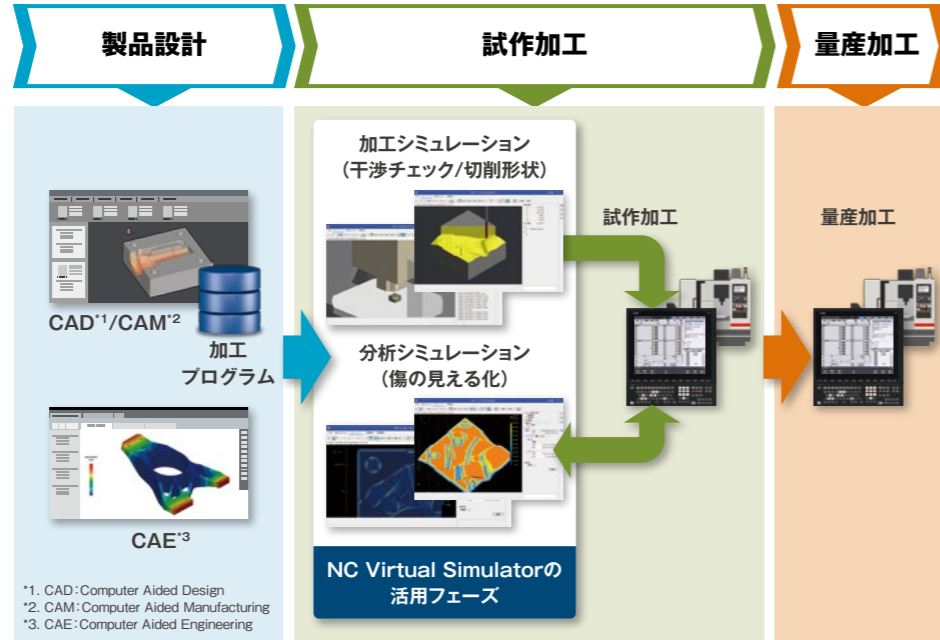 製品設計
試作加工
量産加工
加工シミュレーション
（干渉チェック/切削形状）
試作加工
量産加工
CAD*1/CAM*2
加工
プログラム
分析シミュレーション
（傷の見える化）
CAE*3
NC Virtual Simulatorの
活用フェーズ
*1. CAD：Computer Aided Design
*2. CAM：Computer Aided Manufacturing
*3. CAE：Computer Aided Engineering